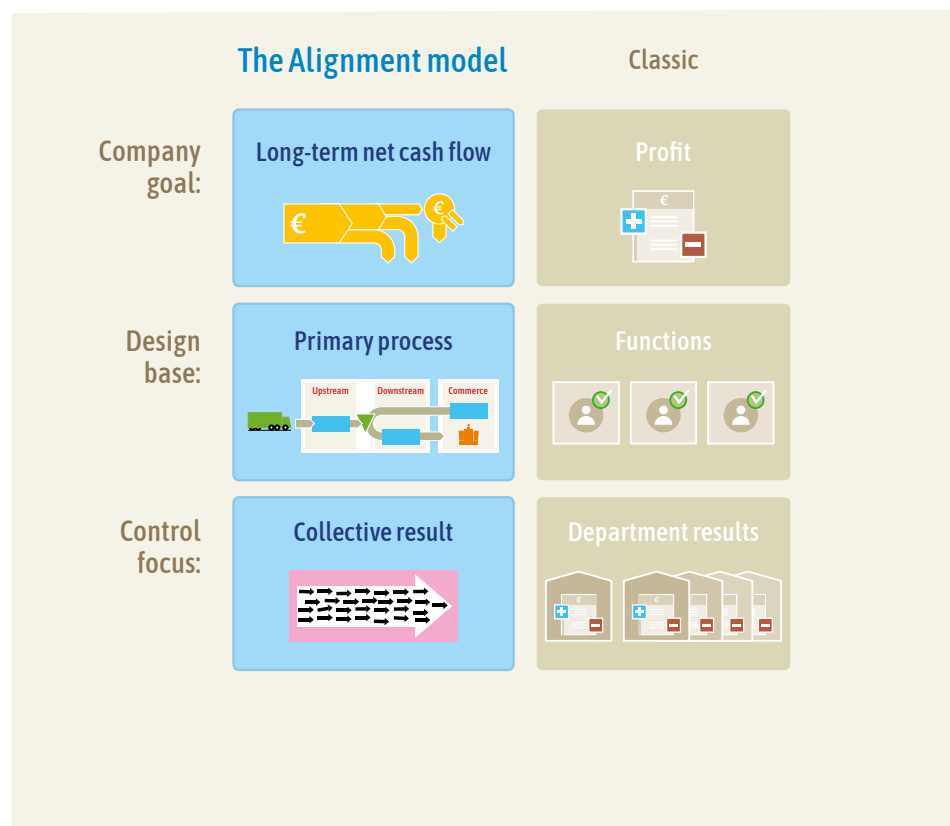 The Alignment model
Classic
Company
goal:
Long-term net cash flow
€
€
Profit
€
Design
base:
Primary process
Upstream
Downstream
Commerce
Functions
Control
focus:
Collective result
Department results
€
€